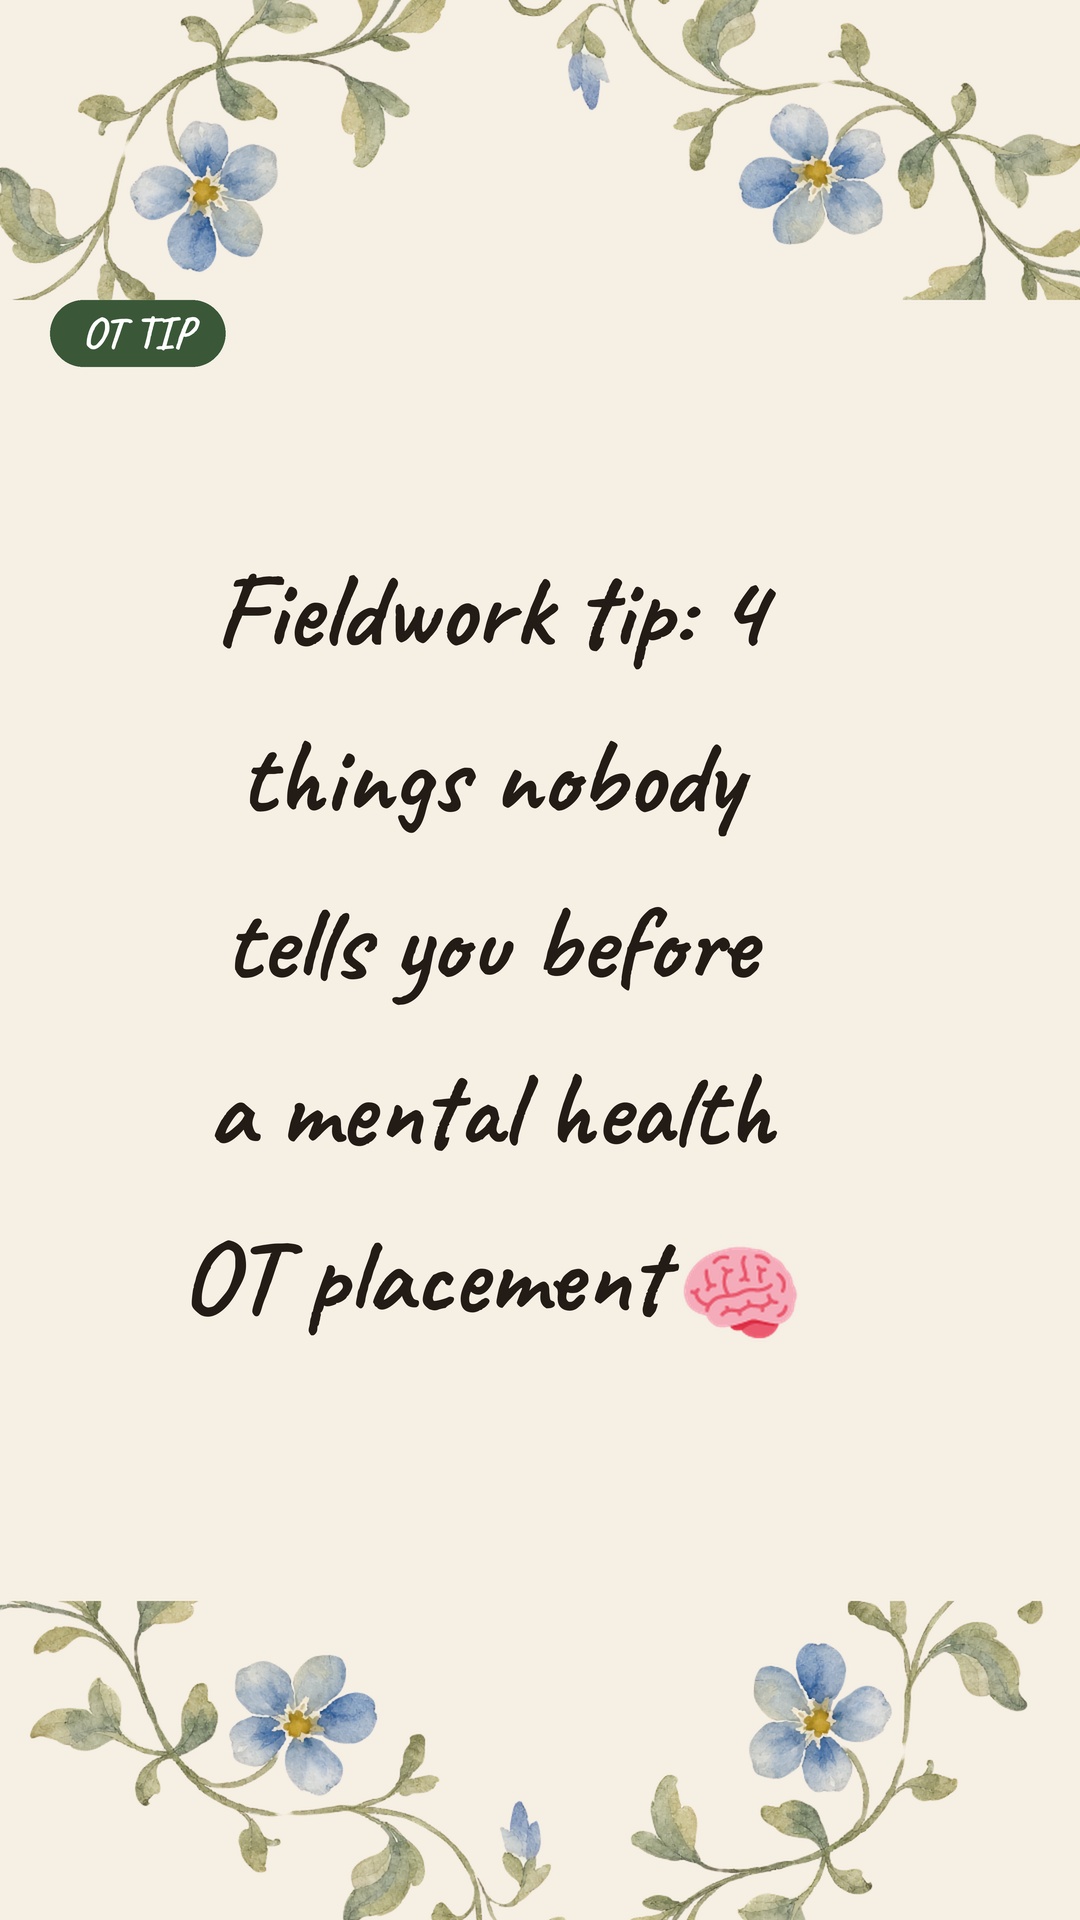 OT TIP
Fieldwork tip: 4
things nobody
tells you before
a mental health
OT placement🧠